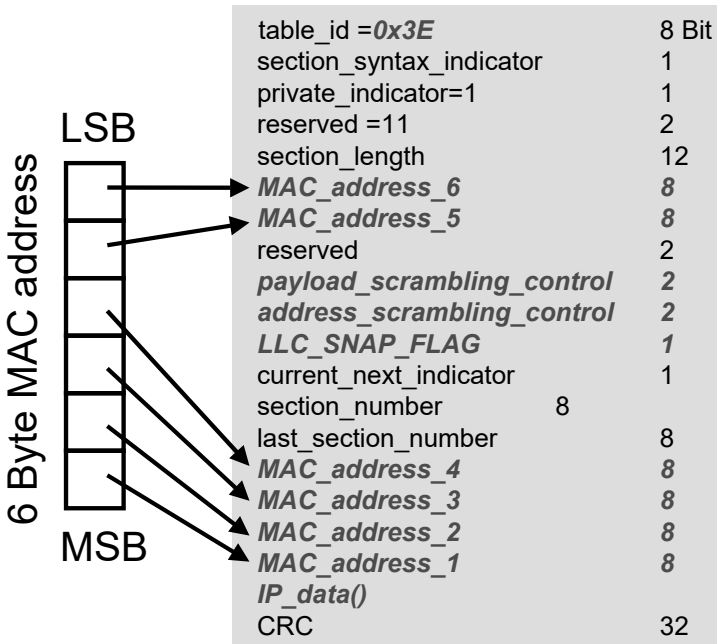 6 Byte MAC address
LSB
MSB
table_id =0x3E 8 Bit
section_syntax_indicator 1
private_indicator=1 1
reserved =11 2
section_length 12
MAC_address_6 8
MAC_address_5 8
reserved 2
payload_scrambling_control 2
address_scrambling_control 2
LLC_SNAP_FLAG 1
current_next_indicator 1
section_number 8
last_section_number 8
MAC_address_4 8
MAC_address_3 8
MAC_address_2 8
MAC_address_1 8
IP_data()
CRC 32